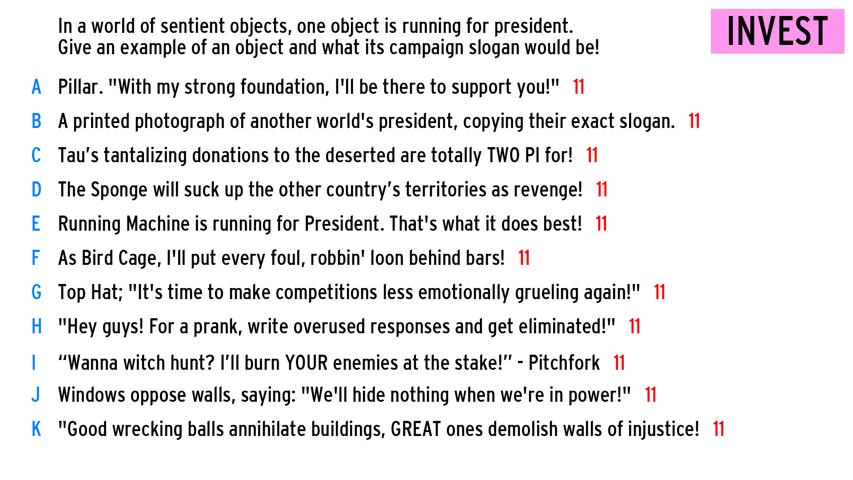 In a world of sentient objects, one object is running for president.
Give an example of an object and what its campaign slogan would be!
INVEST
A Pillar. "With my strong foundation, I'll be there to support you!" 11
B A printed photograph of another world's president, copying their exact slogan. 11
C Tau's tantalizing donations to the deserted are totally TWO PI for! 11
D The Sponge will suck up the other country's territories as revenge! 11
E Running Machine is running for President. That's what it does best! 11
F As Bird Cage, I'll put every foul, robbin' loon behind bars! 11
G Top Hat; "It's time to make competitions less emotionally grueling again!" 11
H "Hey guys! For a prank, write overused responses and get eliminated!" 11
I “Wanna witch hunt? I’ll burn YOUR enemies at the stake!” - Pitchfork 11
J Windows oppose walls, saying: "We'll hide nothing when we're in power!" 11
K "Good wrecking balls annihilate buildings, GREAT ones demolish walls of injustice! 11